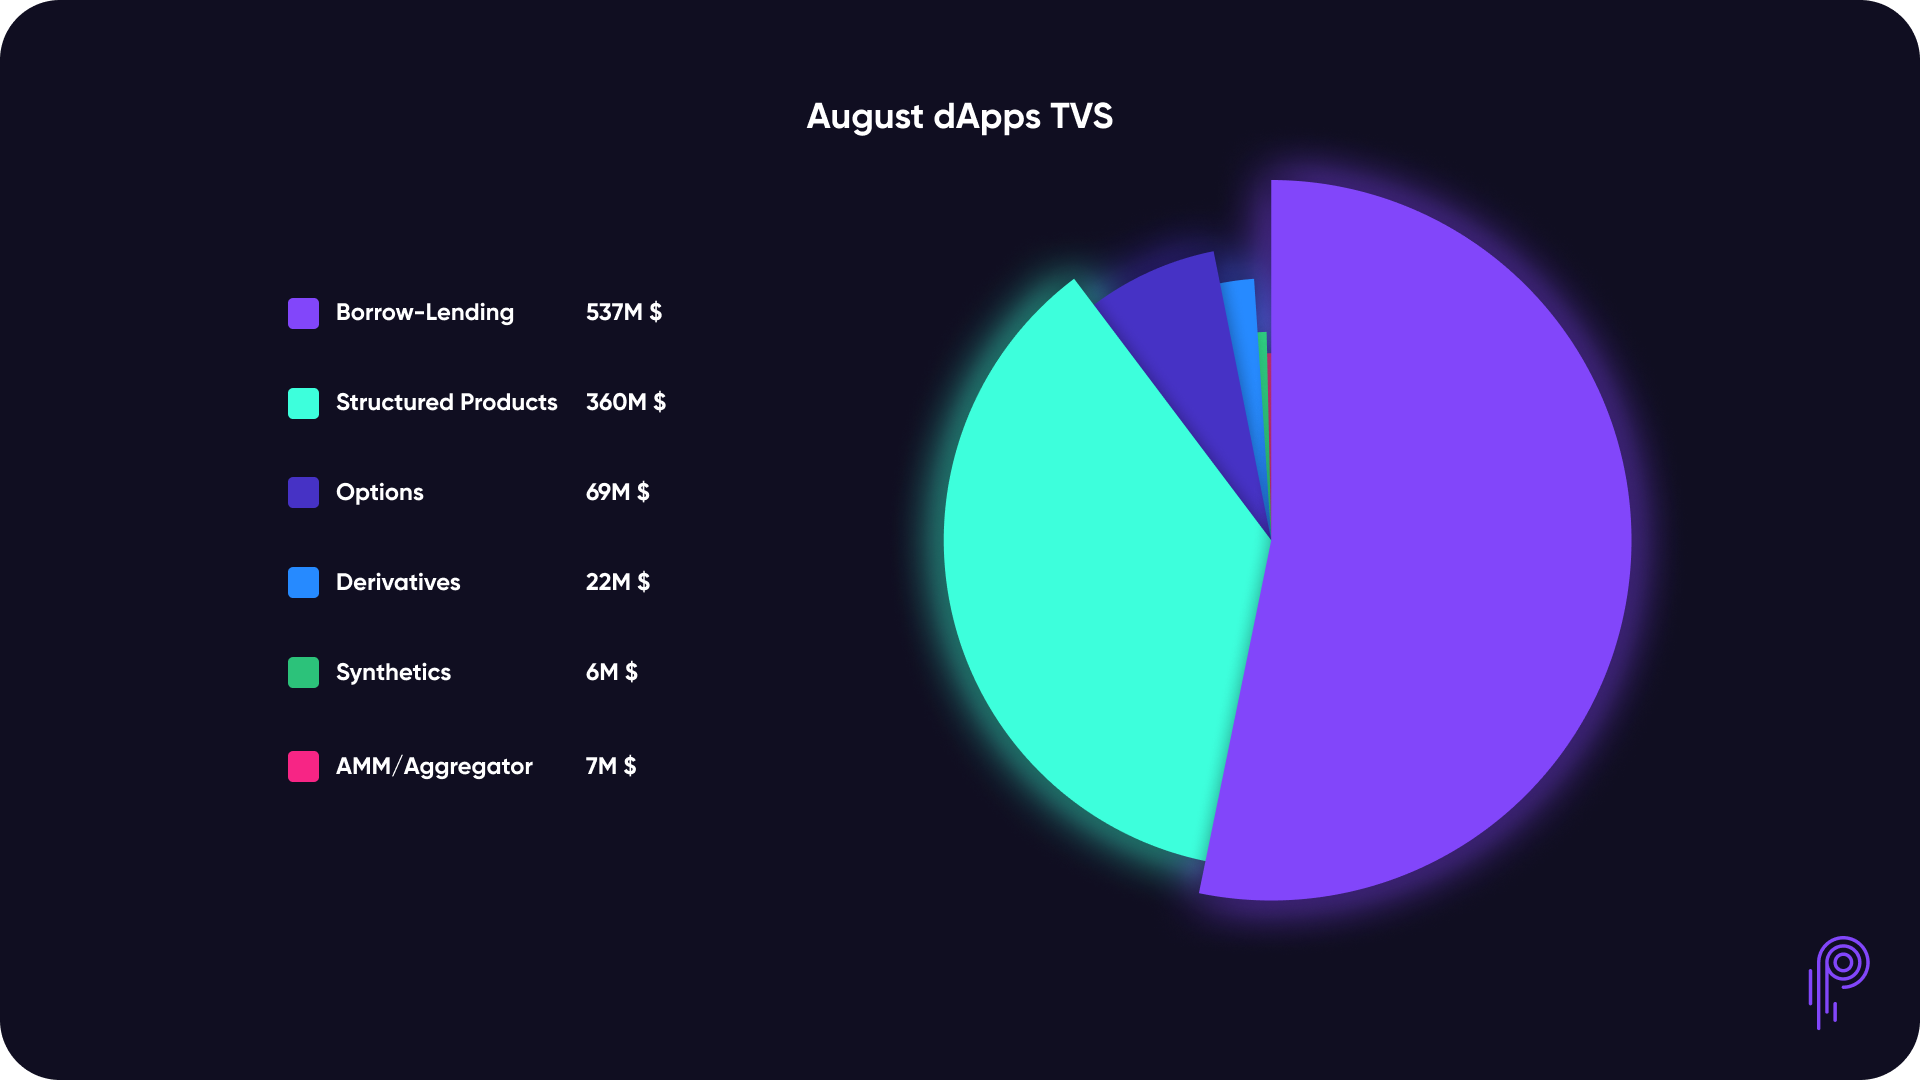 August dApps TVS
Borrow-Lending 537M $
Structured Products 360M $
Options 69M $
Derivatives 22M $
Synthetics 6M $
AMM/Aggregator 7M $